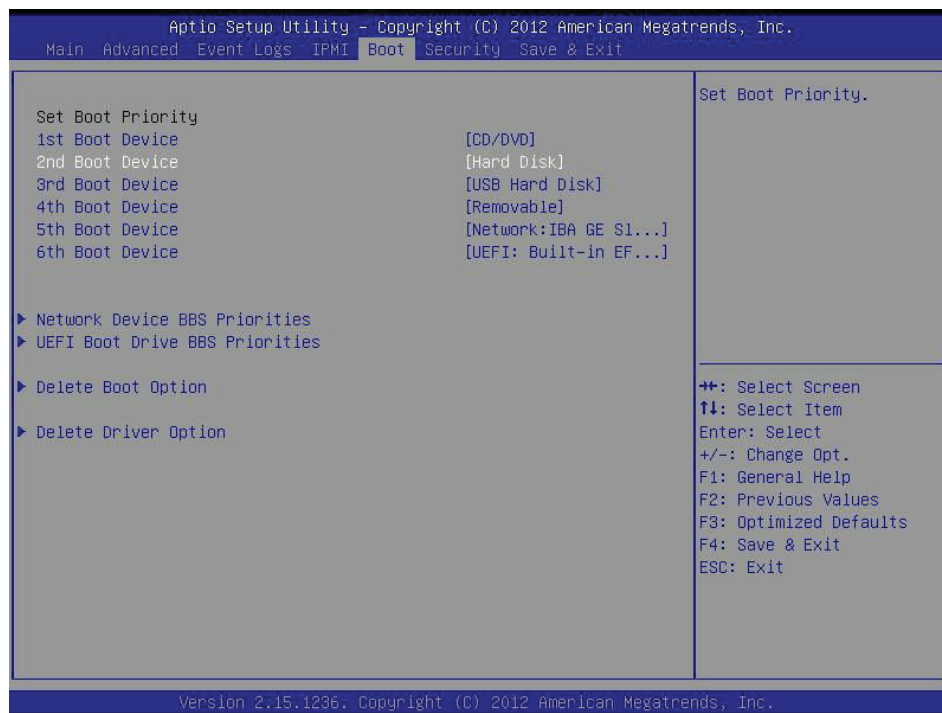 Aptio Setup Utility - Copyright (C) 2012 American Megatrends, Inc.
Main Advanced Event Logs IPMI Boot Security Save & Exit
Set Boot Priority
1st Boot Device [CD/DVD]
2nd Boot Device [Hard Disk]
3rd Boot Device [USB Hard Disk]
4th Boot Device [Removable]
5th Boot Device [Network:IBA GE Sl...]
6th Boot Device [UEFI: Built-in EF...]
Network Device BBS Priorities
UEFI Boot Drive BBS Priorities
Delete Boot Option
Delete Driver Option
Set Boot Priority.
→←: Select Screen
↑↓: Select Item
Enter: Select
+/-: Change Opt.
F1: General Help
F2: Previous Values
F3: Optimized Defaults
F4: Save & Exit
ESC: Exit
Version 2.15.1236. Copyright (C) 2012 American Megatrends, Inc.